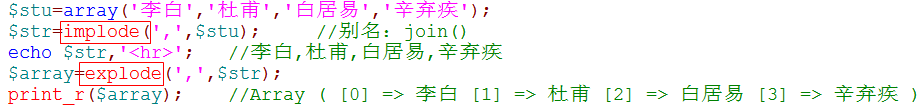 $stu=array('李白','杜甫','白居易','辛弃疾');
$str=implode(',',$stu);     //别名：join()
echo $str,'<hr>';   //李白,杜甫,白居易,辛弃疾
$array=explode(',',$str);
print_r($array);    //Array ( [0] => 李白 [1] => 杜甫 [2] => 白居易 [3] => 辛弃疾 )